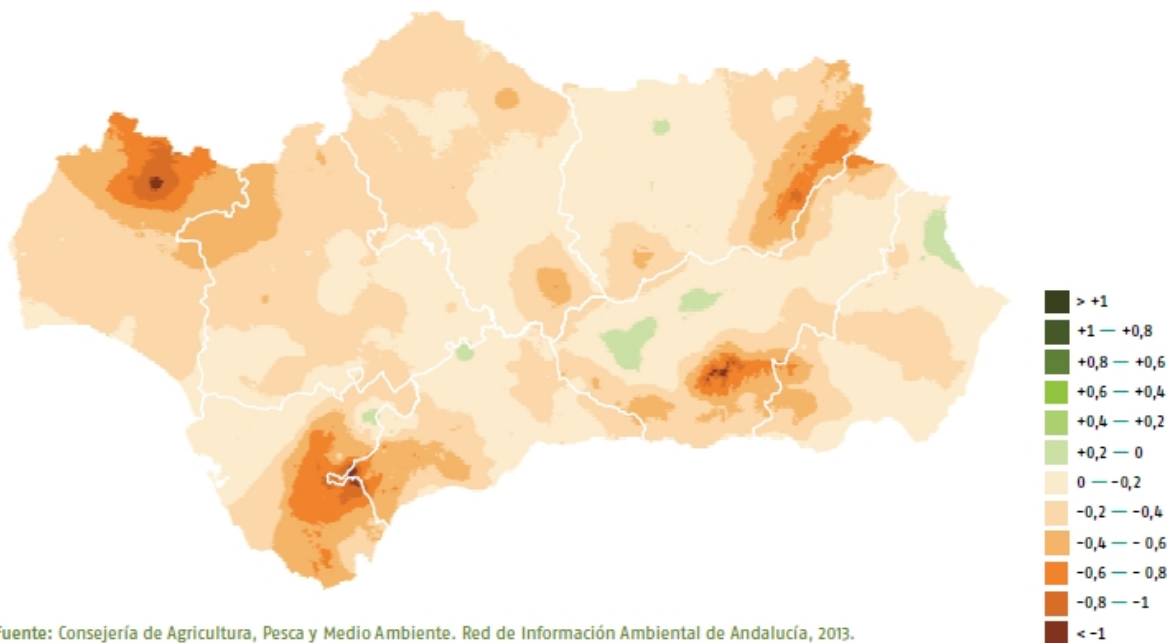 > +1
+1 — +0,8
+0,8 — +0,6
+0,6 — +0,4
+0,4 — +0,2
+0,2 — 0
0 — -0,2
-0,2 — -0,4
-0,4 — - 0,6
-0,6 — - 0,8
-0,8 — -1
< -1
Fuente: Consejería de Agricultura, Pesca y Medio Ambiente. Red de Información Ambiental de Andalucía, 2013.